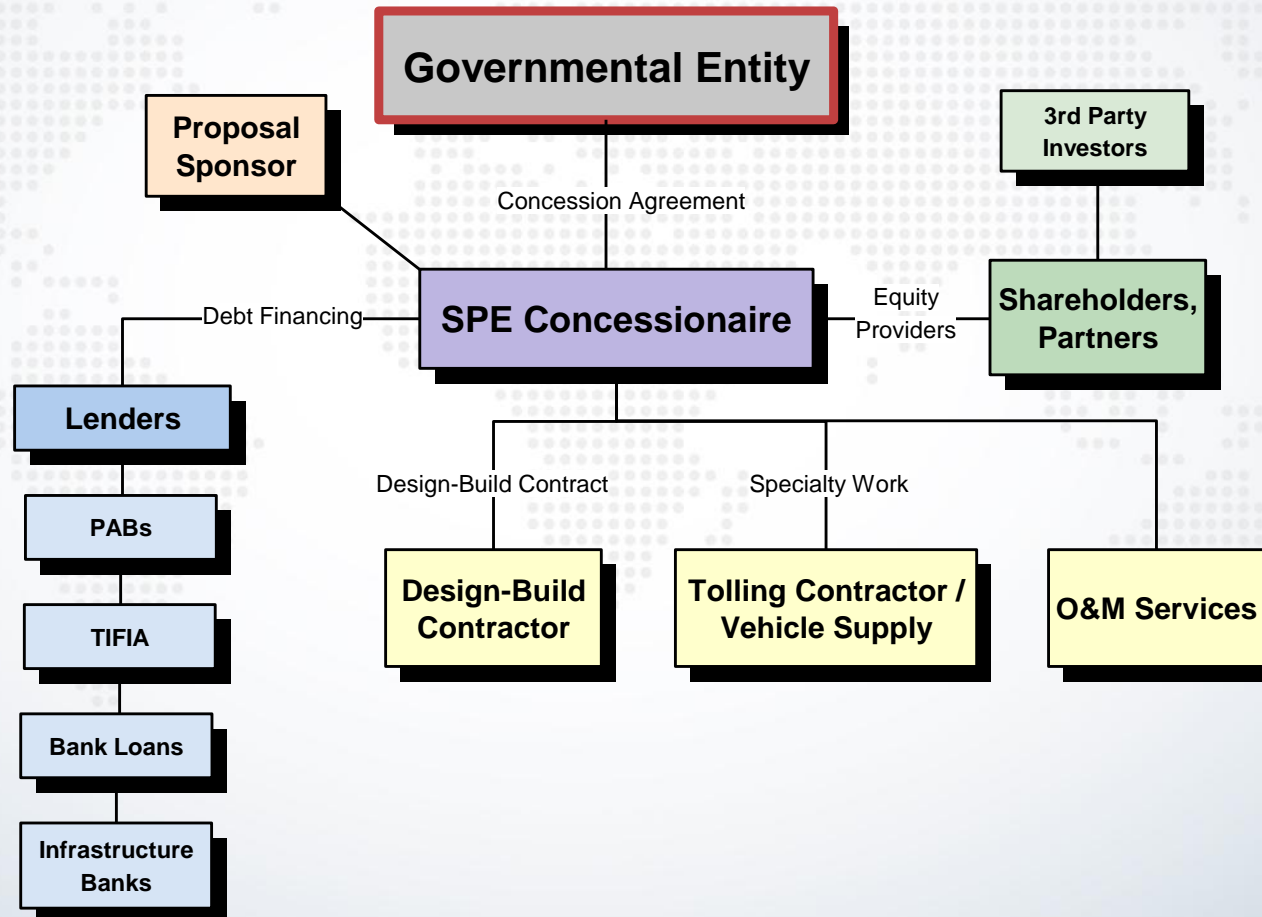 Governmental Entity
Proposal
Sponsor
3rd Party
Investors
Concession Agreement
Debt Financing
SPE Concessionaire
Equity
Providers
Shareholders,
Partners
Lenders
Design-Build Contract
Specialty Work
PABs
Design-Build
Contractor
Tolling Contractor /
Vehicle Supply
O&M Services
TIFIA
Bank Loans
Infrastructure
Banks